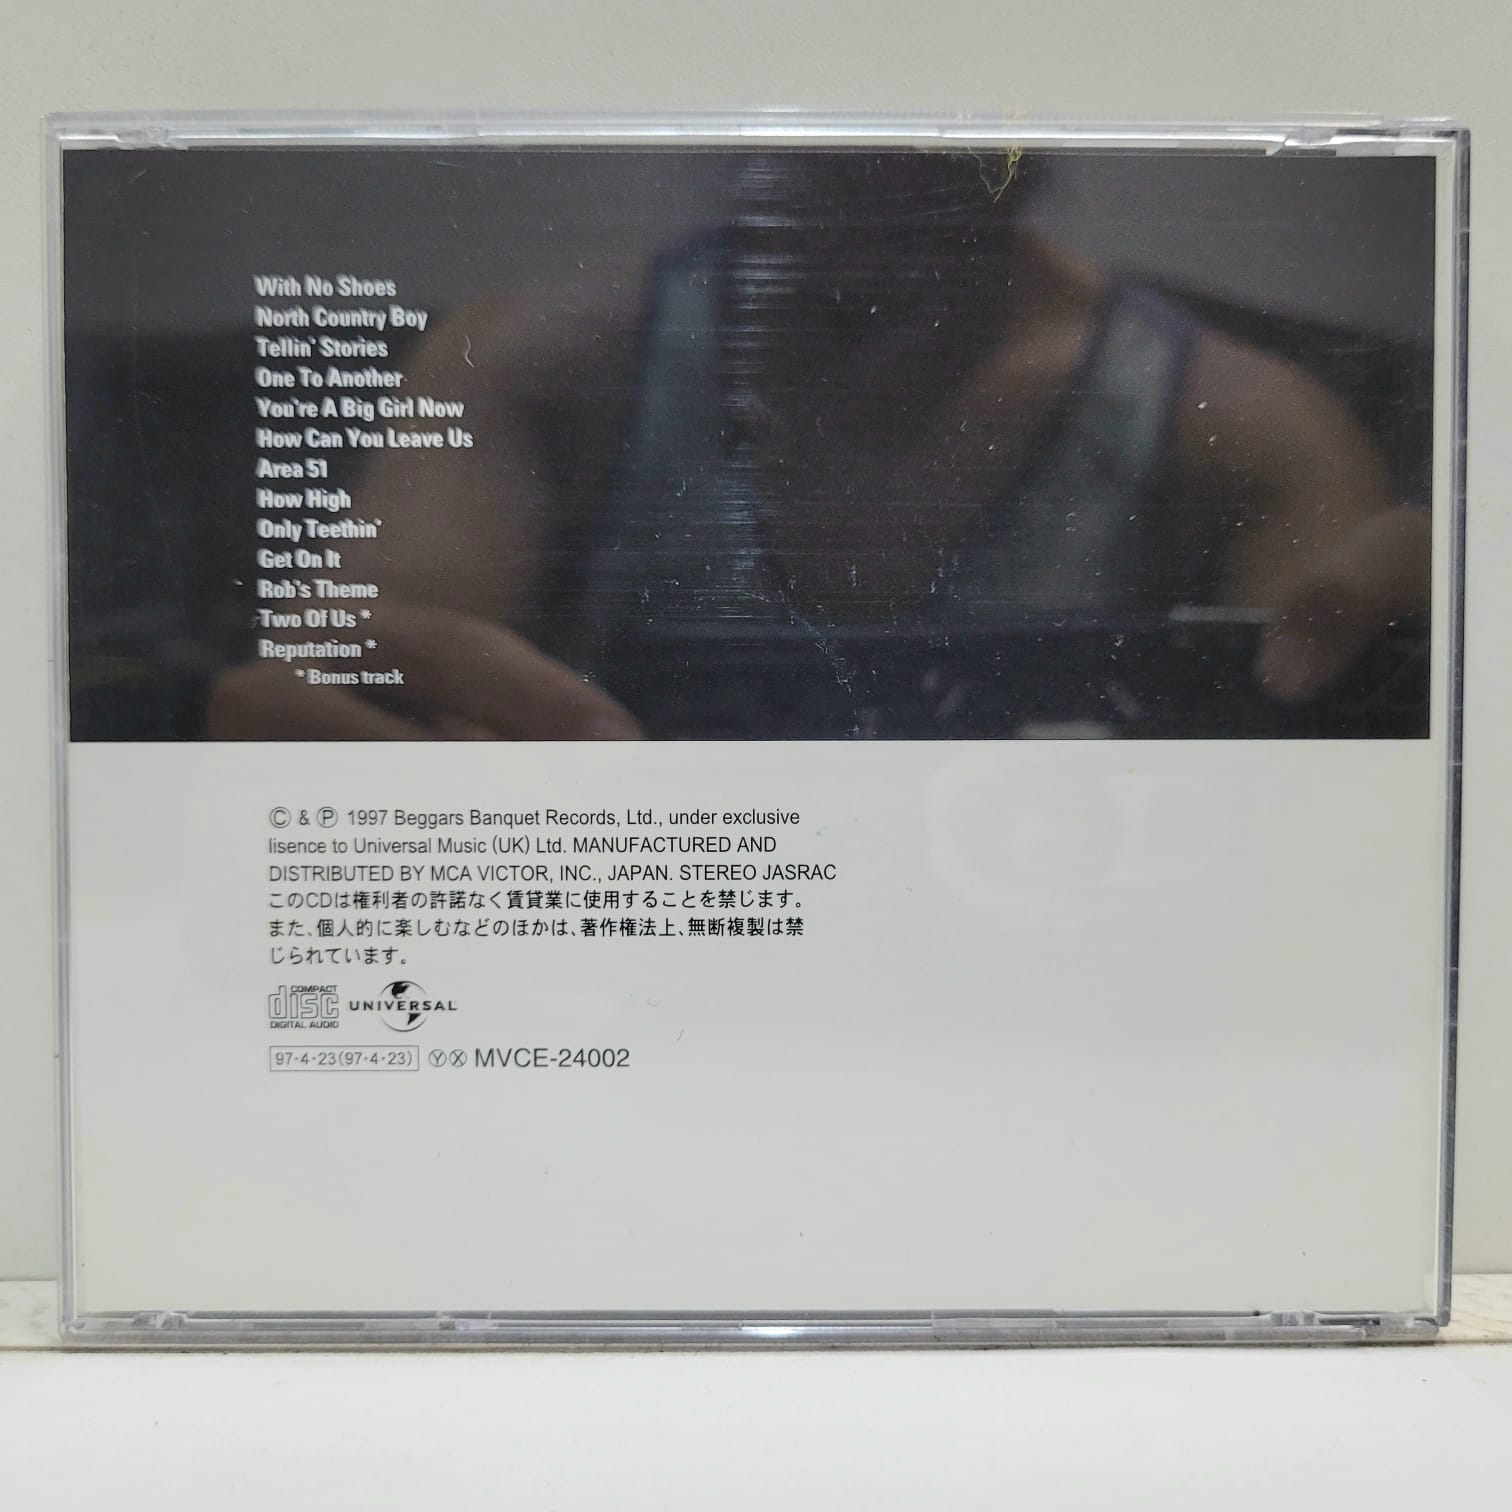 With No Shoes
North Country Boy
Tellin' Stories
One To Another
You're A Big Girl Now
How Can You Leave Us
Area 51
How High
Only Teethin'
Get On It
Rob's Theme
Two Of Us *
Reputation *
* Bonus track
Ⓒ & Ⓟ 1997 Beggars Banquet Records, Ltd., under exclusive
lisence to Universal Music (UK) Ltd. MANUFACTURED AND
DISTRIBUTED BY MCA VICTOR, INC., JAPAN. STEREO JASRAC
このCDは権利者の許諾なく賃貸業に使用することを禁じます。
また、個人的に楽しむなどのほかは、著作権法上、無断複製は禁
じられています。
COMPACT disc DIGITAL AUDIO UNIVERSAL
97・4・23(97・4・23) ⓎⓍ MVCE-24002